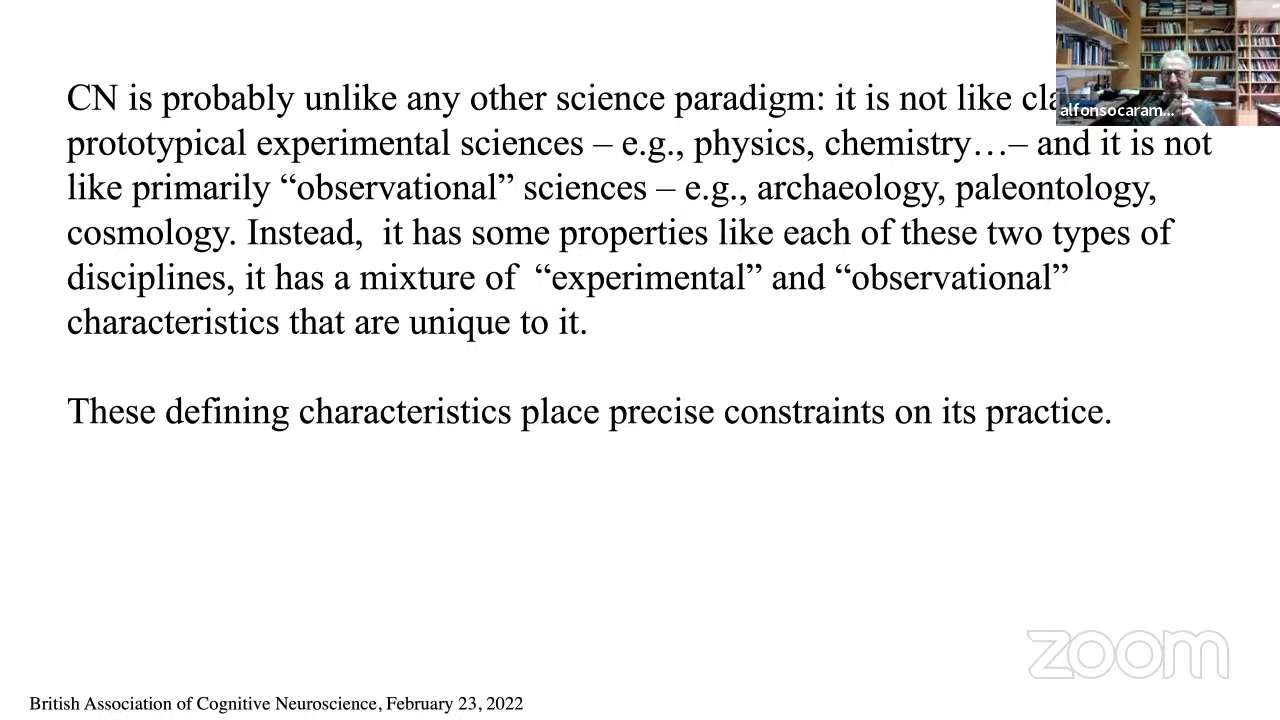 CN is probably unlike any other science paradigm: it is not like
alfonsocaram...
prototypical experimental sciences – e.g., physics, chemistry…– and it is not
like primarily “observational” sciences – e.g., archaeology, paleontology,
cosmology. Instead,  it has some properties like each of these two types of
disciplines, it has a mixture of  “experimental” and “observational”
characteristics that are unique to it.
These defining characteristics place precise constraints on its practice.
zoom
British Association of Cognitive Neuroscience, February 23, 2022